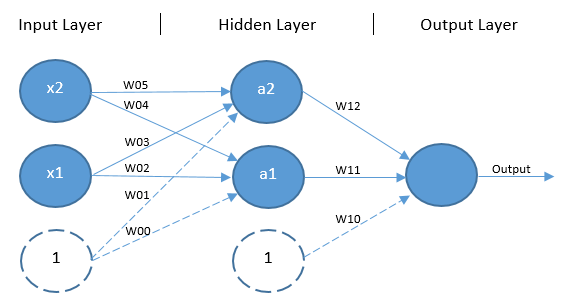 Input Layer
Hidden Layer
Output Layer
x2
W05
a2
W04
W12
W03
x1
W02
a1
W11
Output
W01
W00
W10
1
1